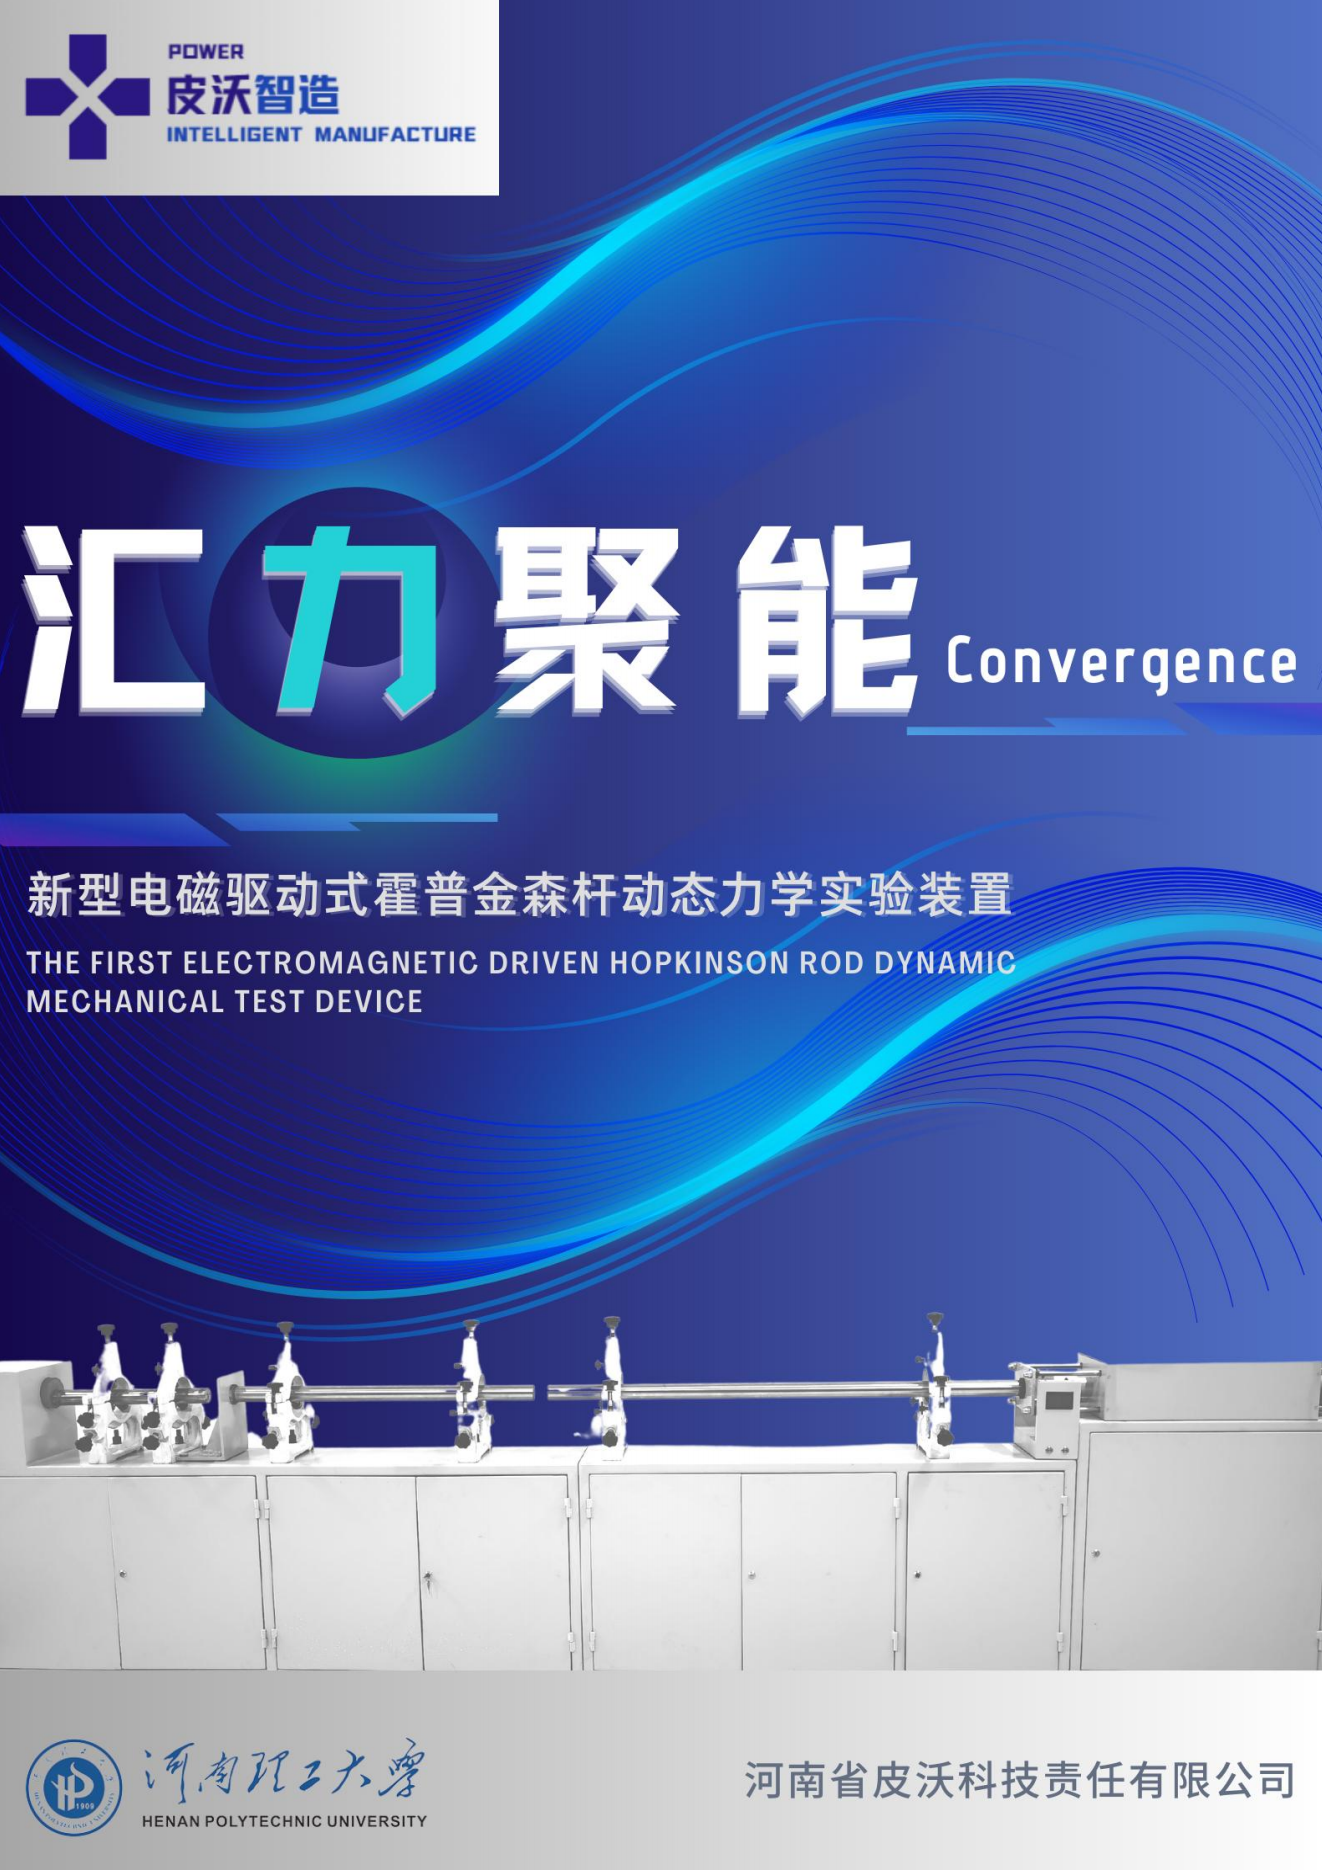 POWER
皮沃智造
INTELLIGENT MANUFACTURE
汇力聚能
Convergence
新型电磁驱动式霍普金森杆动态力学实验装置
THE FIRST ELECTROMAGNETIC DRIVEN HOPKINSON ROD DYNAMIC
MECHANICAL TEST DEVICE
1909
河南理工大学
HENAN POLYTECHNIC UNIVERSITY
河南省皮沃科技责任有限公司